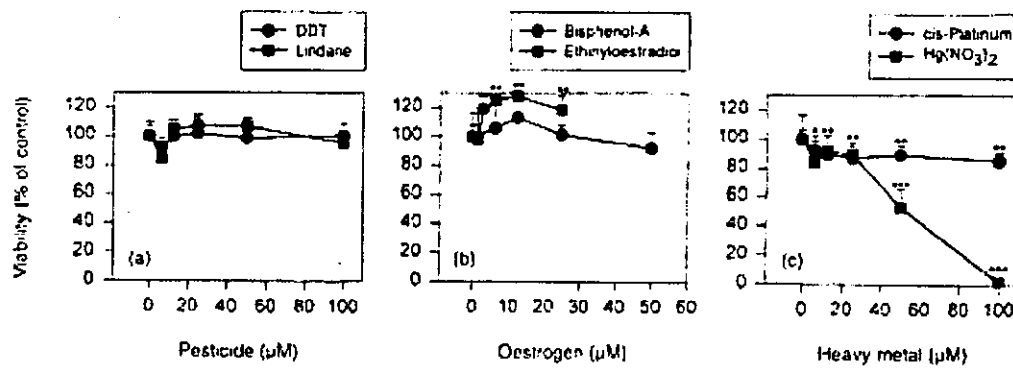 DDT
Lindane
Bisphenol-A
Ethinyloestradiol
cis-Platinum
Hg(NO3)2
Viability (% of control)
120
100
80
60
40
20
0
(a)
0 20 40 60 80 100
Pesticide (µM)
120
100
80
60
40
20
0
(b)
0 10 20 30 40 50 60
Oestrogen (µM)
**
***
***
100
80
60
40
20
0
(c)
0 20 40 60 80 100
Heavy metal (µM)